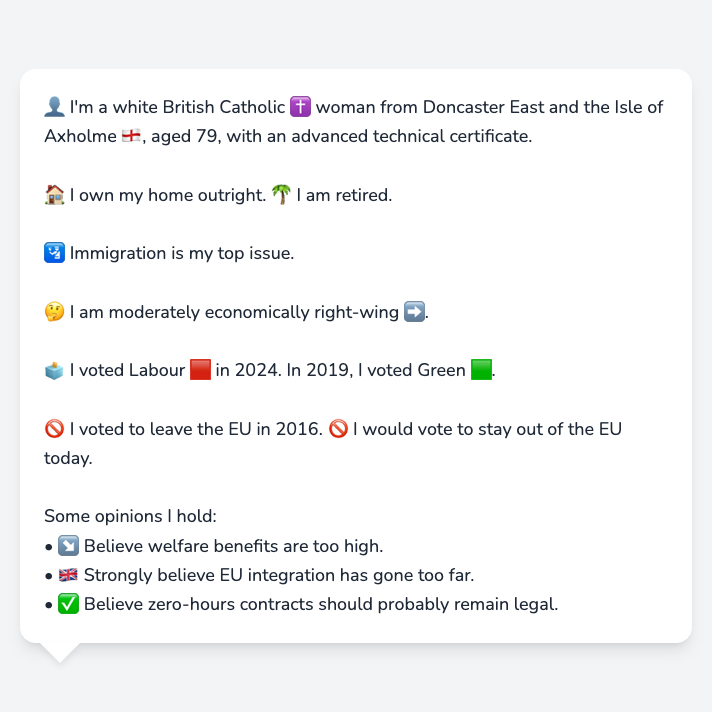 👤 I'm a white British Catholic ✝️ woman from Doncaster East and the Isle of
Axholme 🏴󠁧󠁢󠁥󠁮󠁧󠁿, aged 79, with an advanced technical certificate.
🏠 I own my home outright. 🌴 I am retired.
🛂 Immigration is my top issue.
🤔 I am moderately economically right-wing ➡️.
🗳️ I voted Labour 🟥 in 2024. In 2019, I voted Green 🟩.
🚫 I voted to leave the EU in 2016. 🚫 I would vote to stay out of the EU
today.
Some opinions I hold:
• ↘️ Believe welfare benefits are too high.
• 🇬🇧 Strongly believe EU integration has gone too far.
• ✅ Believe zero-hours contracts should probably remain legal.